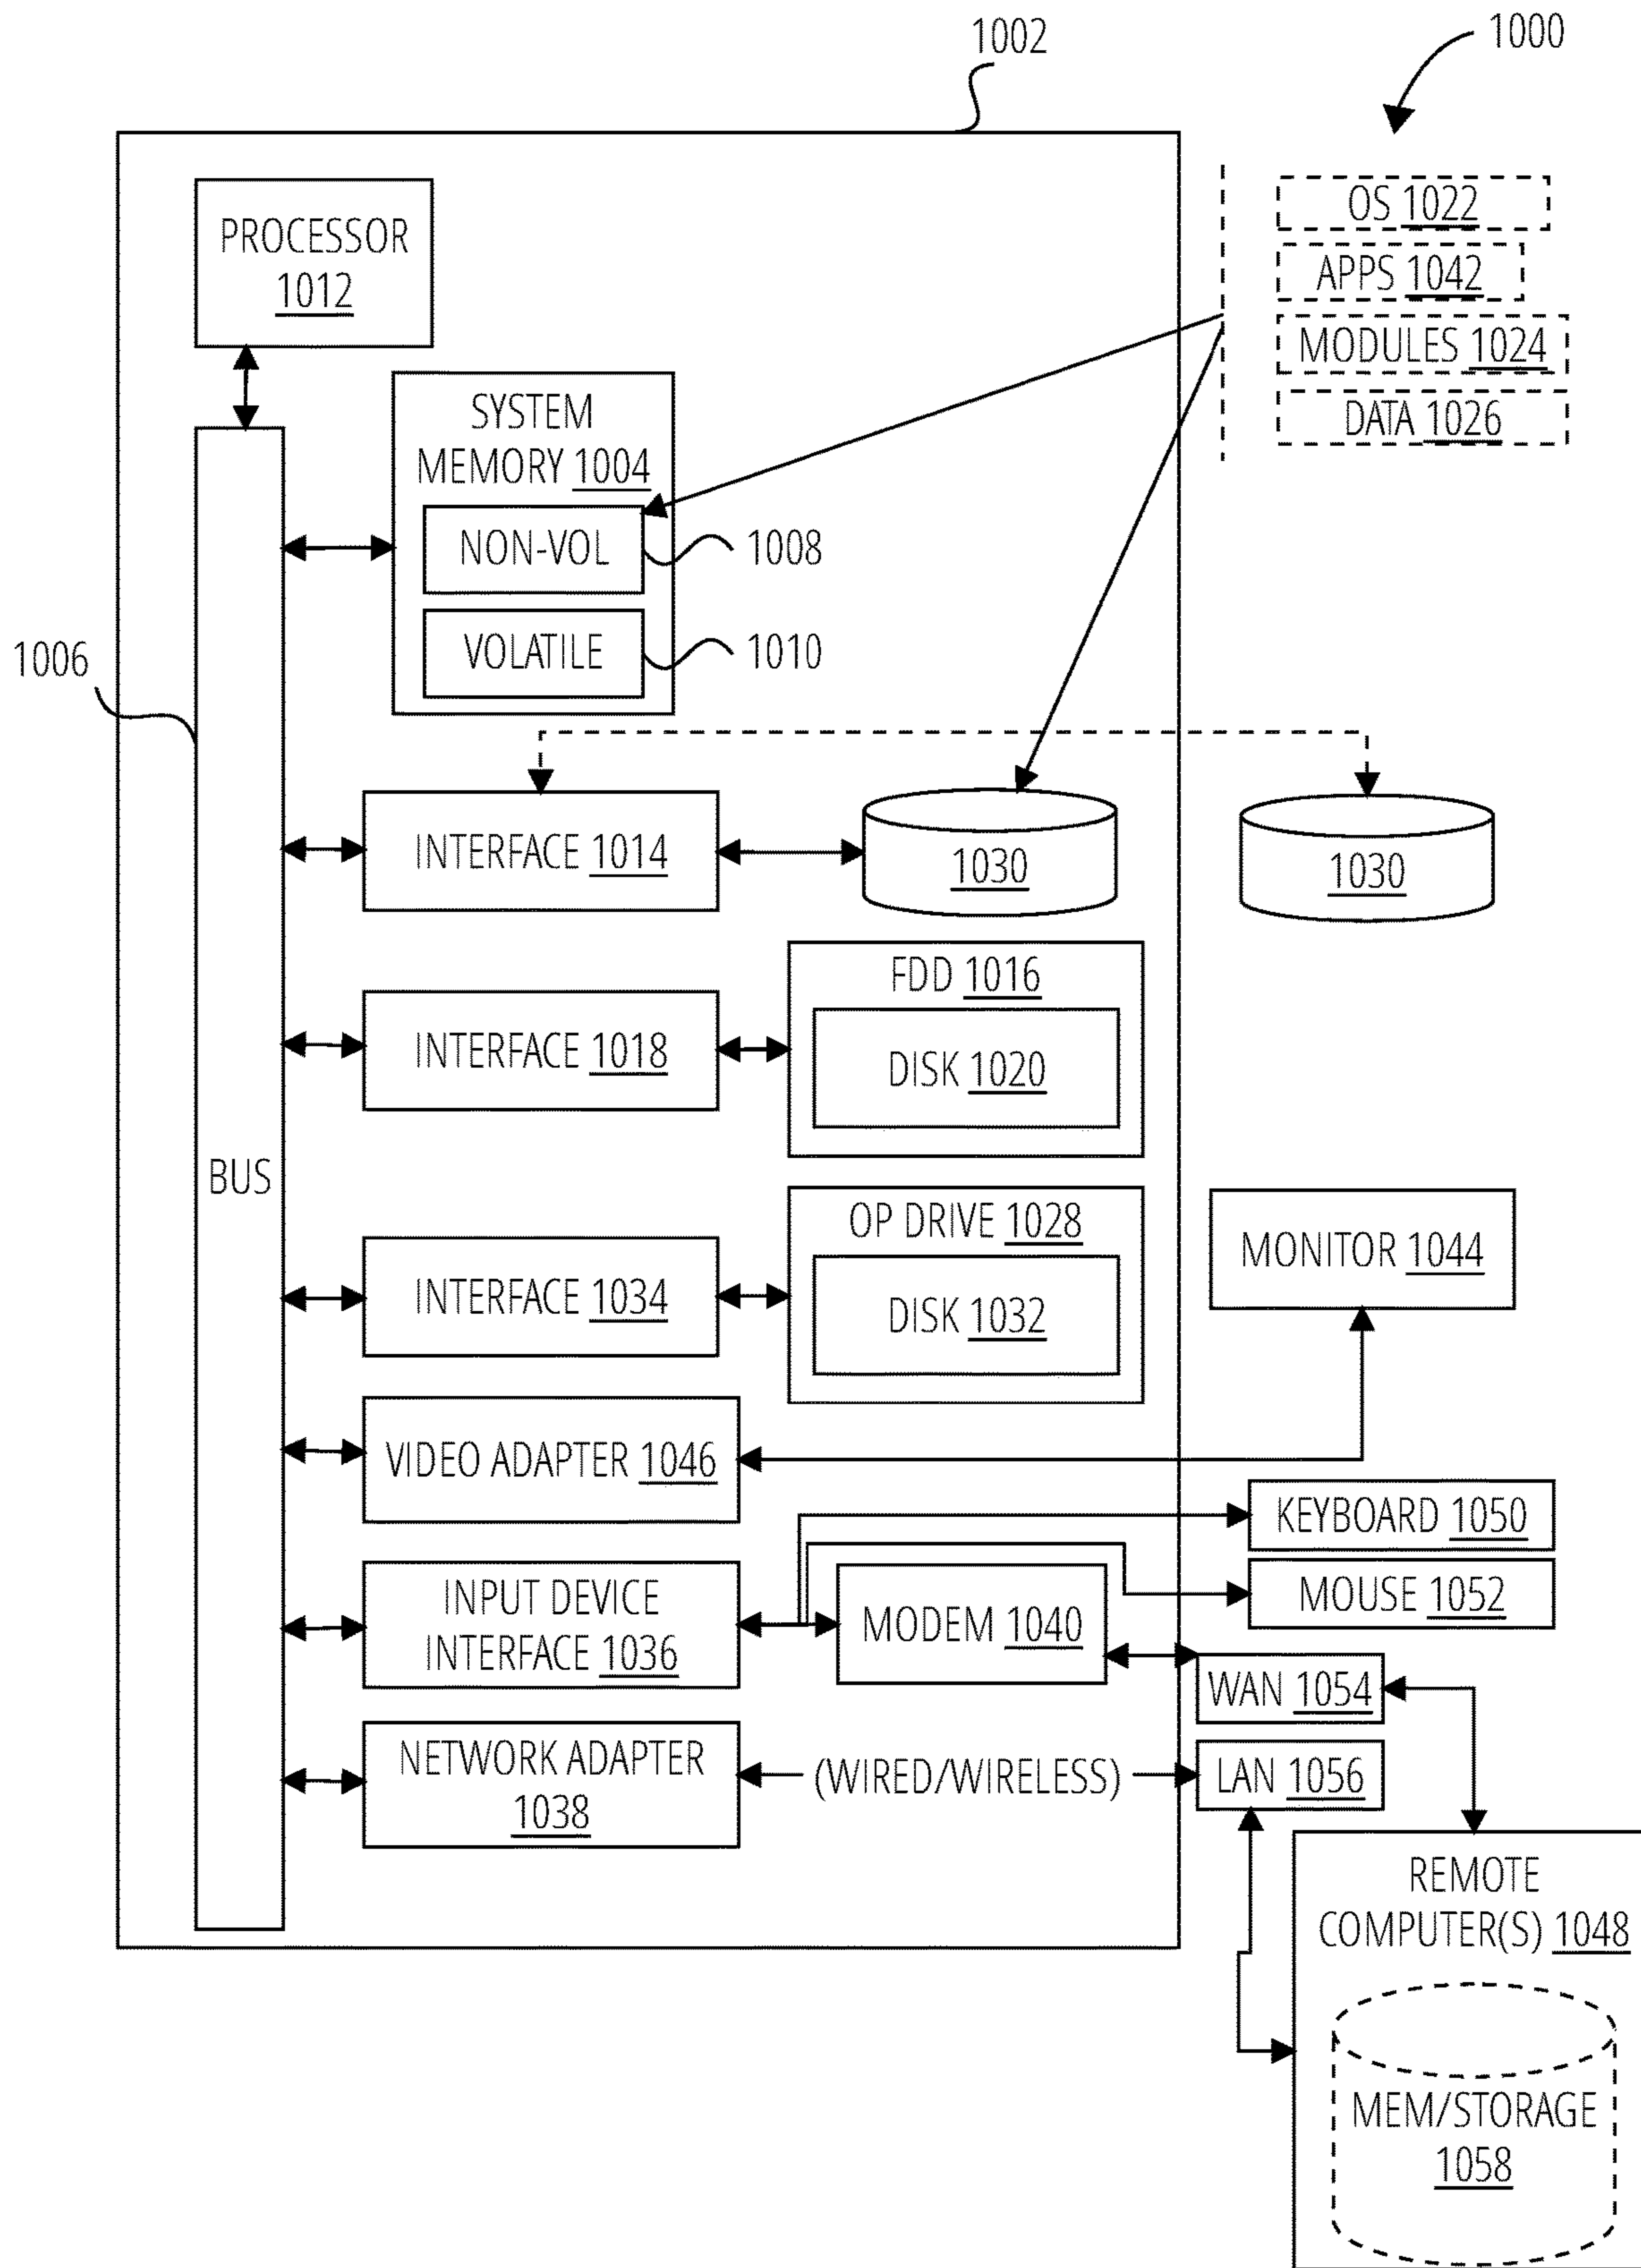 1002
1000
PROCESSOR
1012
OS 1022
APPS 1042
MODULES 1024
DATA 1026
SYSTEM
MEMORY 1004
NON-VOL
1008
VOLATILE
1010
1006
INTERFACE 1014
1030
1030
FDD 1016
INTERFACE 1018
DISK 1020
BUS
OP DRIVE 1028
MONITOR 1044
INTERFACE 1034
DISK 1032
VIDEO ADAPTER 1046
KEYBOARD 1050
INPUT DEVICE
INTERFACE 1036
MODEM 1040
MOUSE 1052
WAN 1054
NETWORK ADAPTER
1038
(WIRED/WIRELESS)
LAN 1056
REMOTE
COMPUTER(S) 1048
MEM/STORAGE
1058